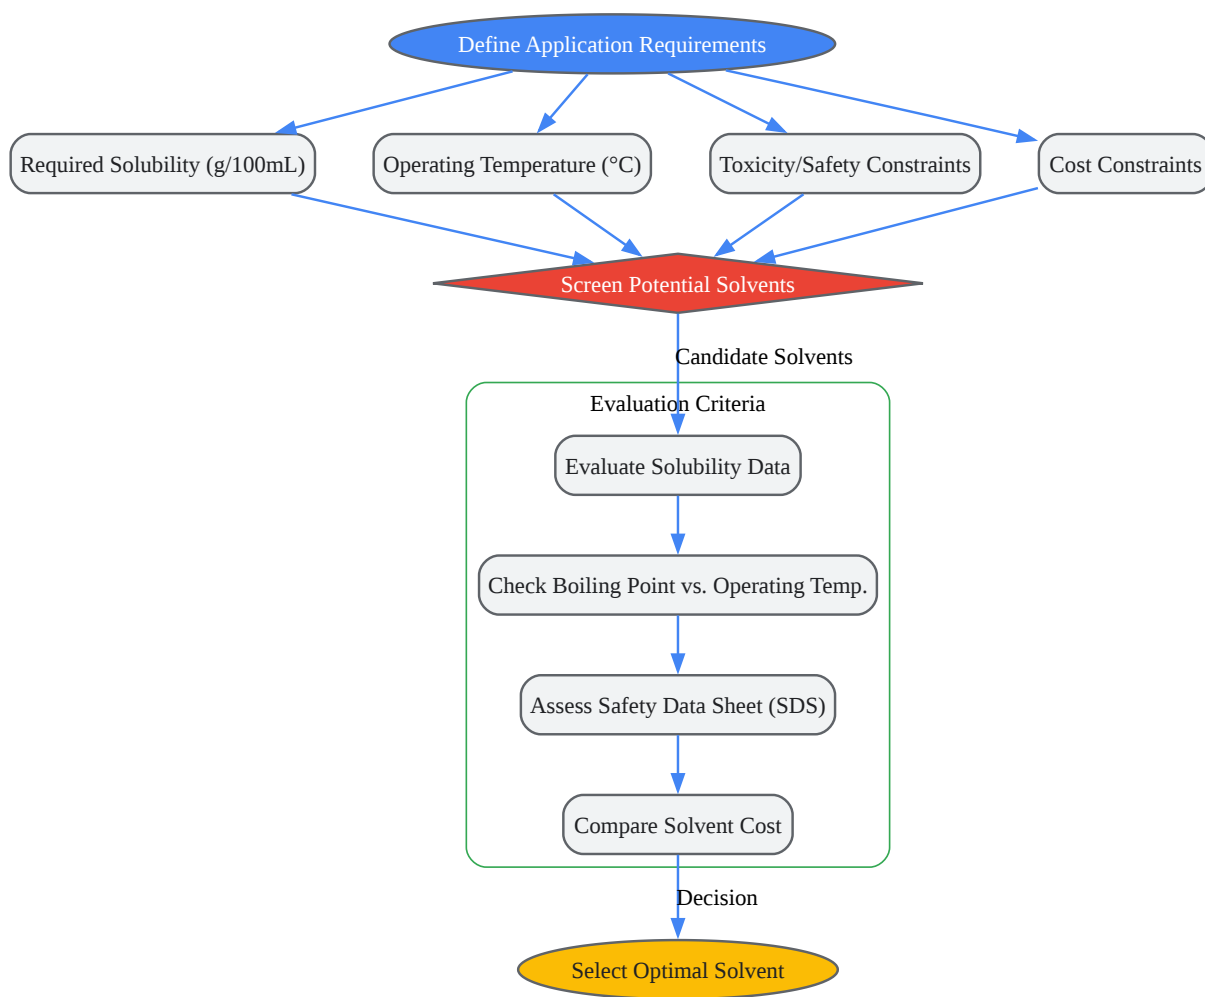 Define Application Requirements
Required Solubility (g/100mL)
Operating Temperature (°C)
Toxicity/Safety Constraints
Cost Constraints
Screen Potential Solvents
Candidate Solvents
Evaluation Criteria
Evaluate Solubility Data
Check Boiling Point vs. Operating Temp.
Assess Safety Data Sheet (SDS)
Compare Solvent Cost
Decision
Select Optimal Solvent